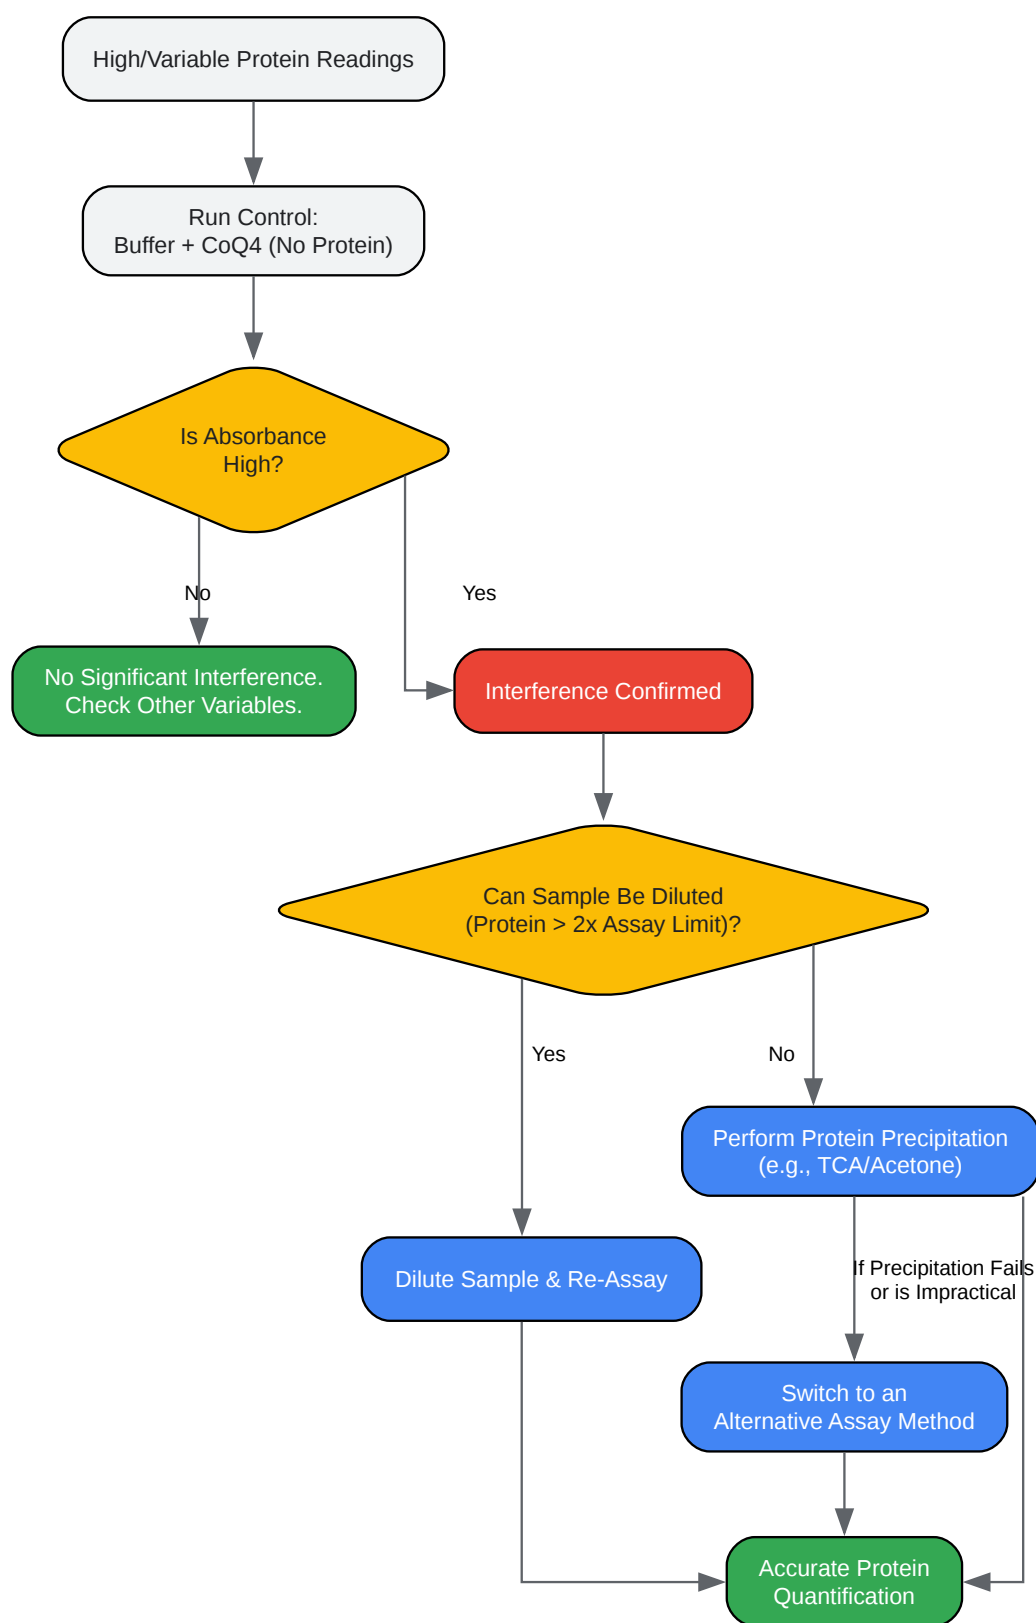 High/Variable Protein Readings
Run Control:
Buffer + CoQ4 (No Protein)
Is Absorbance
High?
No
Yes
No Significant Interference.
Check Other Variables.
Interference Confirmed
Can Sample Be Diluted
(Protein > 2x Assay Limit)?
Yes
No
Perform Protein Precipitation
(e.g., TCA/Acetone)
If Precipitation Fails
or is Impractical
Dilute Sample & Re-Assay
Switch to an
Alternative Assay Method
Accurate Protein
Quantification